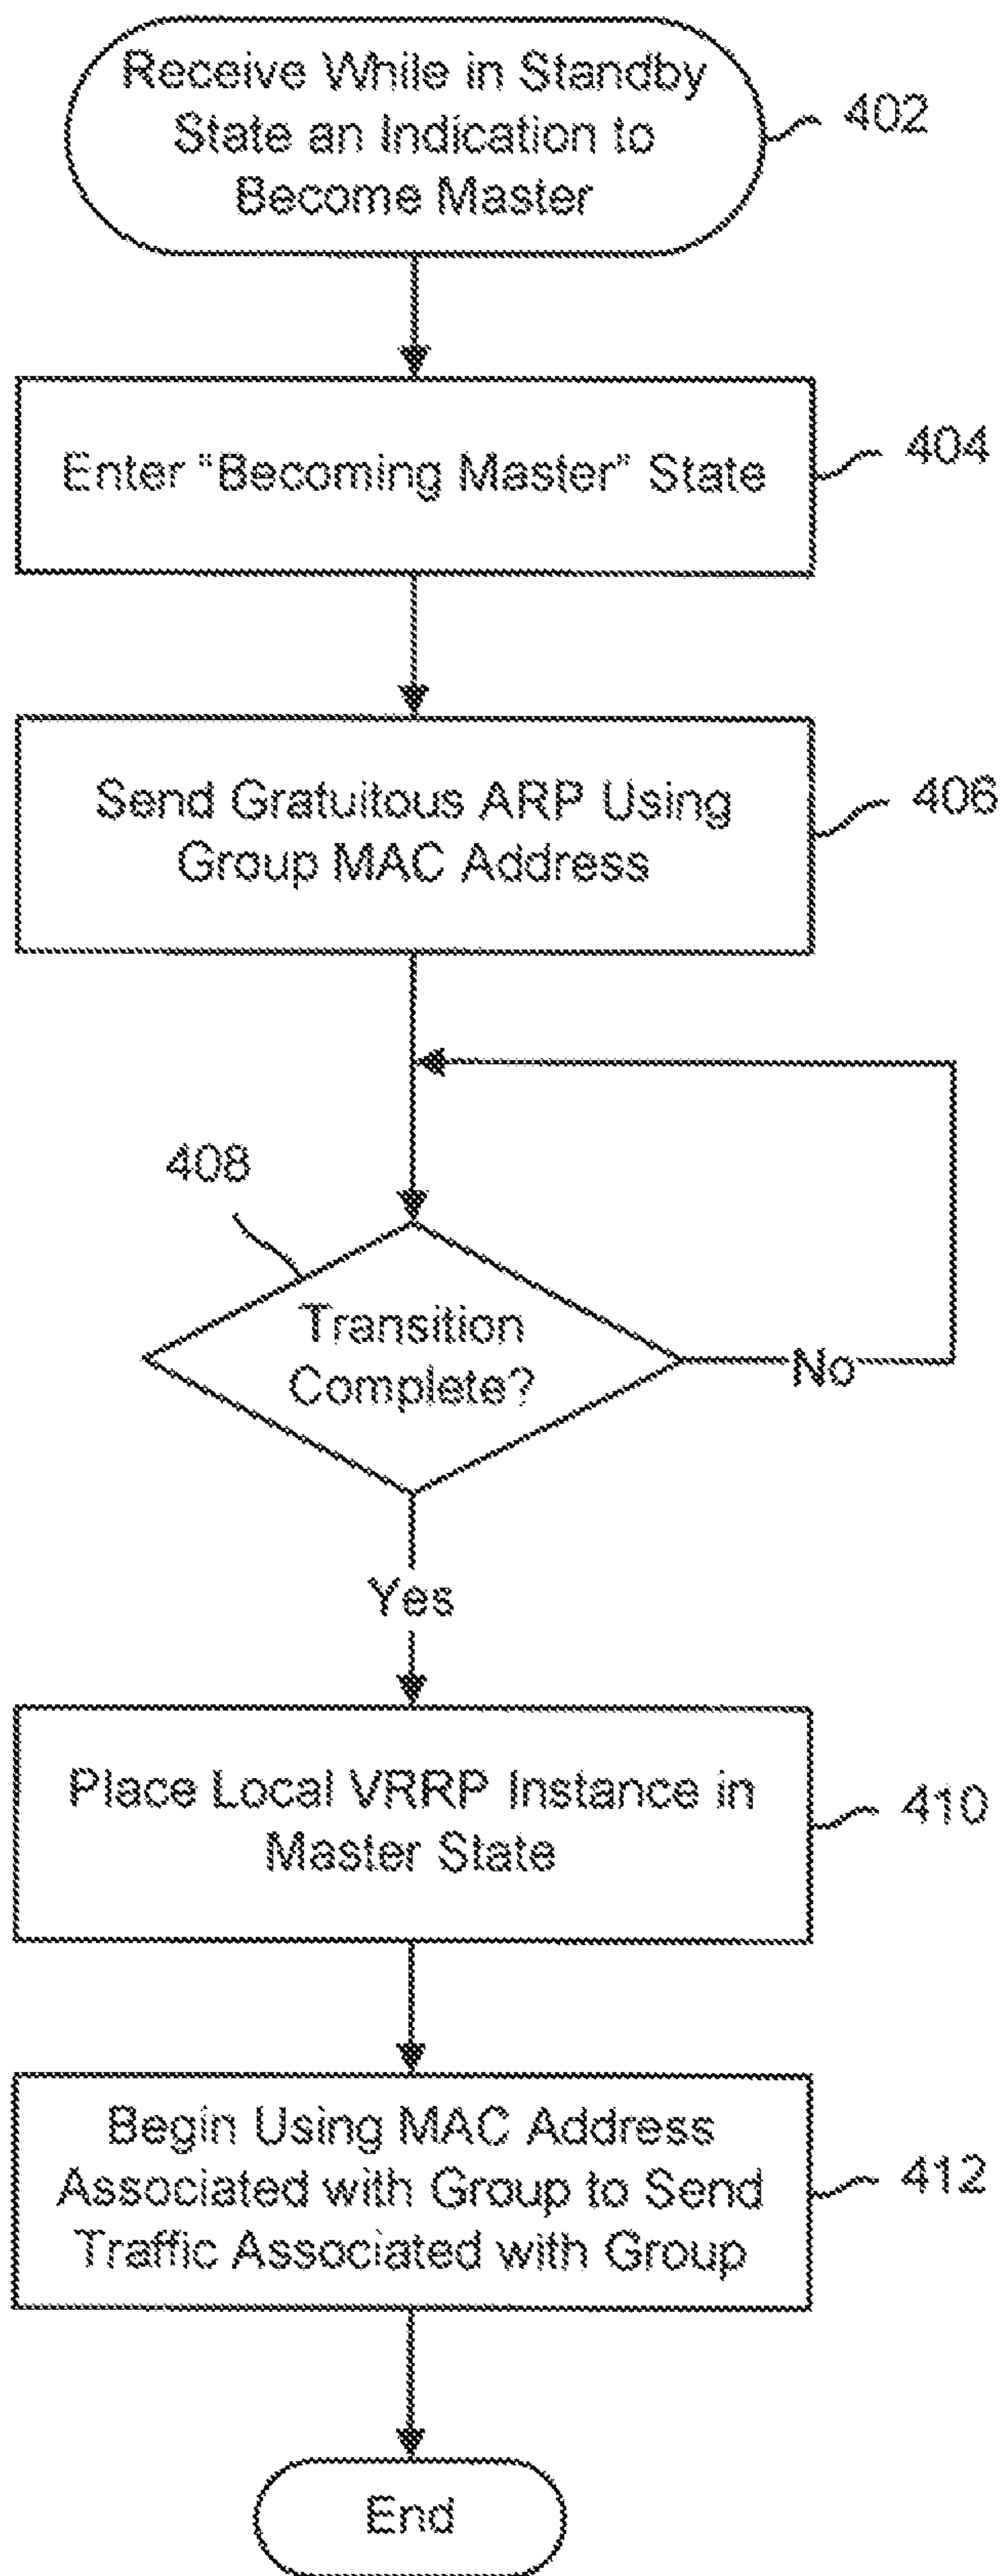 Receive While in Standby
State an Indication to
Become Master
402
Enter "Becoming Master" State
404
Send Gratuitous ARP Using
Group MAC Address
406
408
Transition
Complete?
No
Yes
Place Local VRRP Instance in
Master State
410
Begin Using MAC Address
Associated with Group to Send
Traffic Associated with Group
412
End